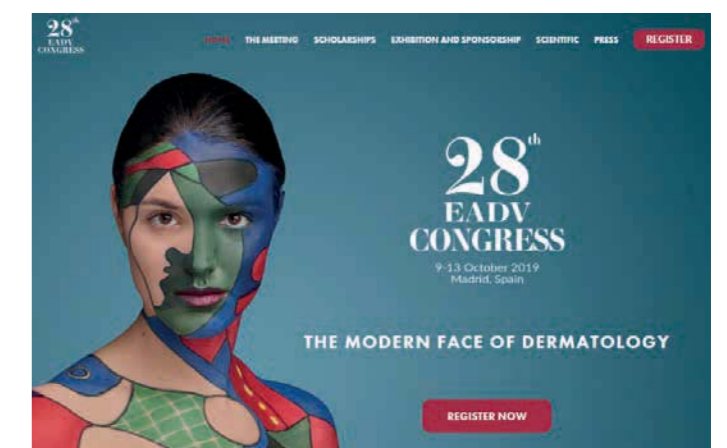 28th
EADV
CONGRESS
HOME THE MEETING SCHOLARSHIPS EXHIBITION AND SPONSORSHIP SCIENTIFIC PRESS REGISTER
28th
EADV
CONGRESS
9-13 October 2019
Madrid, Spain
THE MODERN FACE OF DERMATOLOGY
REGISTER NOW